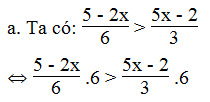 a. Ta có: (5 - 2x)/6 > (5x - 2)/3
⇔ (5 - 2x)/6 .6 > (5x - 2)/3 .6